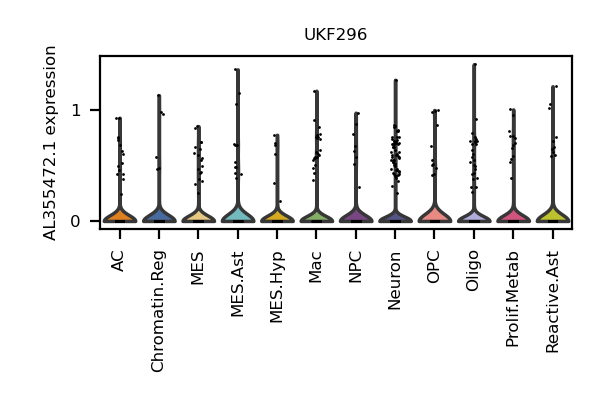 UKF296
AL355472.1 expression
1
0
AC
Chromatin.Reg
MES
MES.Ast
MES.Hyp
Mac
NPC
Neuron
OPC
Oligo
Prolif.Metab
Reactive.Ast